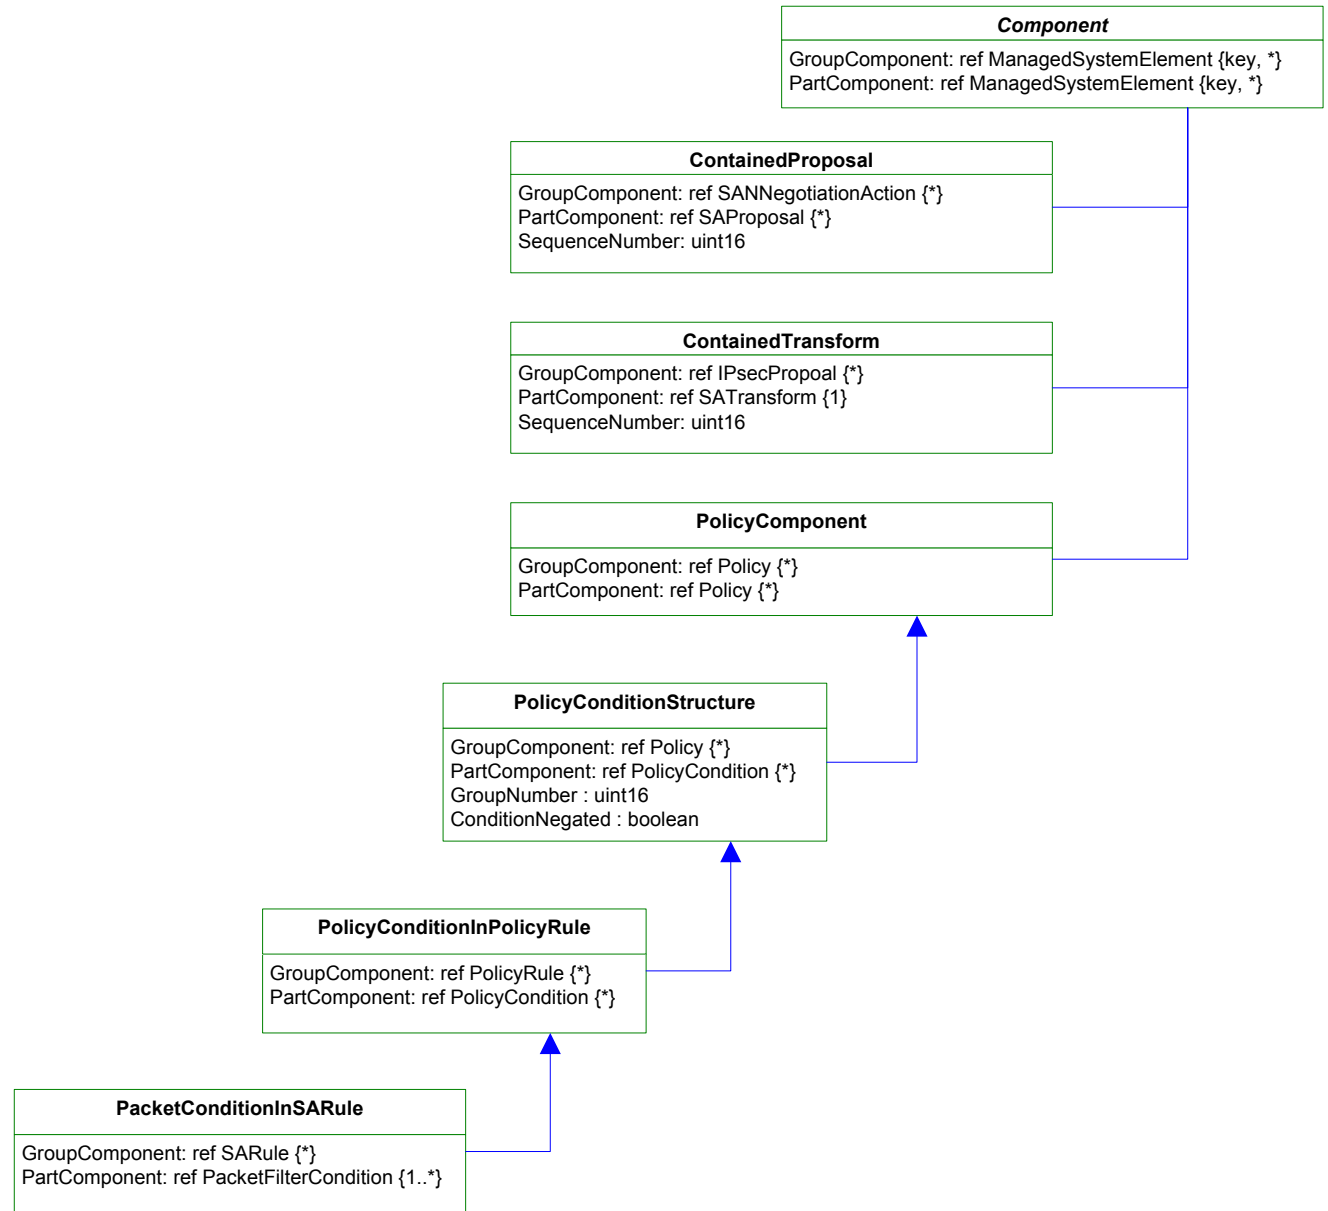 Component
GroupComponent: ref ManagedSystemElement {key, *}
PartComponent: ref ManagedSystemElement {key, *}
ContainedProposal
GroupComponent: ref SANNegotiationAction {*}
PartComponent: ref SAProposal {*}
SequenceNumber: uint16
ContainedTransform
GroupComponent: ref IPsecPropoal {*}
PartComponent: ref SATransform {1}
SequenceNumber: uint16
PolicyComponent
GroupComponent: ref Policy {*}
PartComponent: ref Policy {*}
PolicyConditionStructure
GroupComponent: ref Policy {*}
PartComponent: ref PolicyCondition {*}
GroupNumber : uint16
ConditionNegated : boolean
PolicyConditionInPolicyRule
GroupComponent: ref PolicyRule {*}
PartComponent: ref PolicyCondition {*}
PacketConditionInSARule
GroupComponent: ref SARule {*}
PartComponent: ref PacketFilterCondition {1..*}